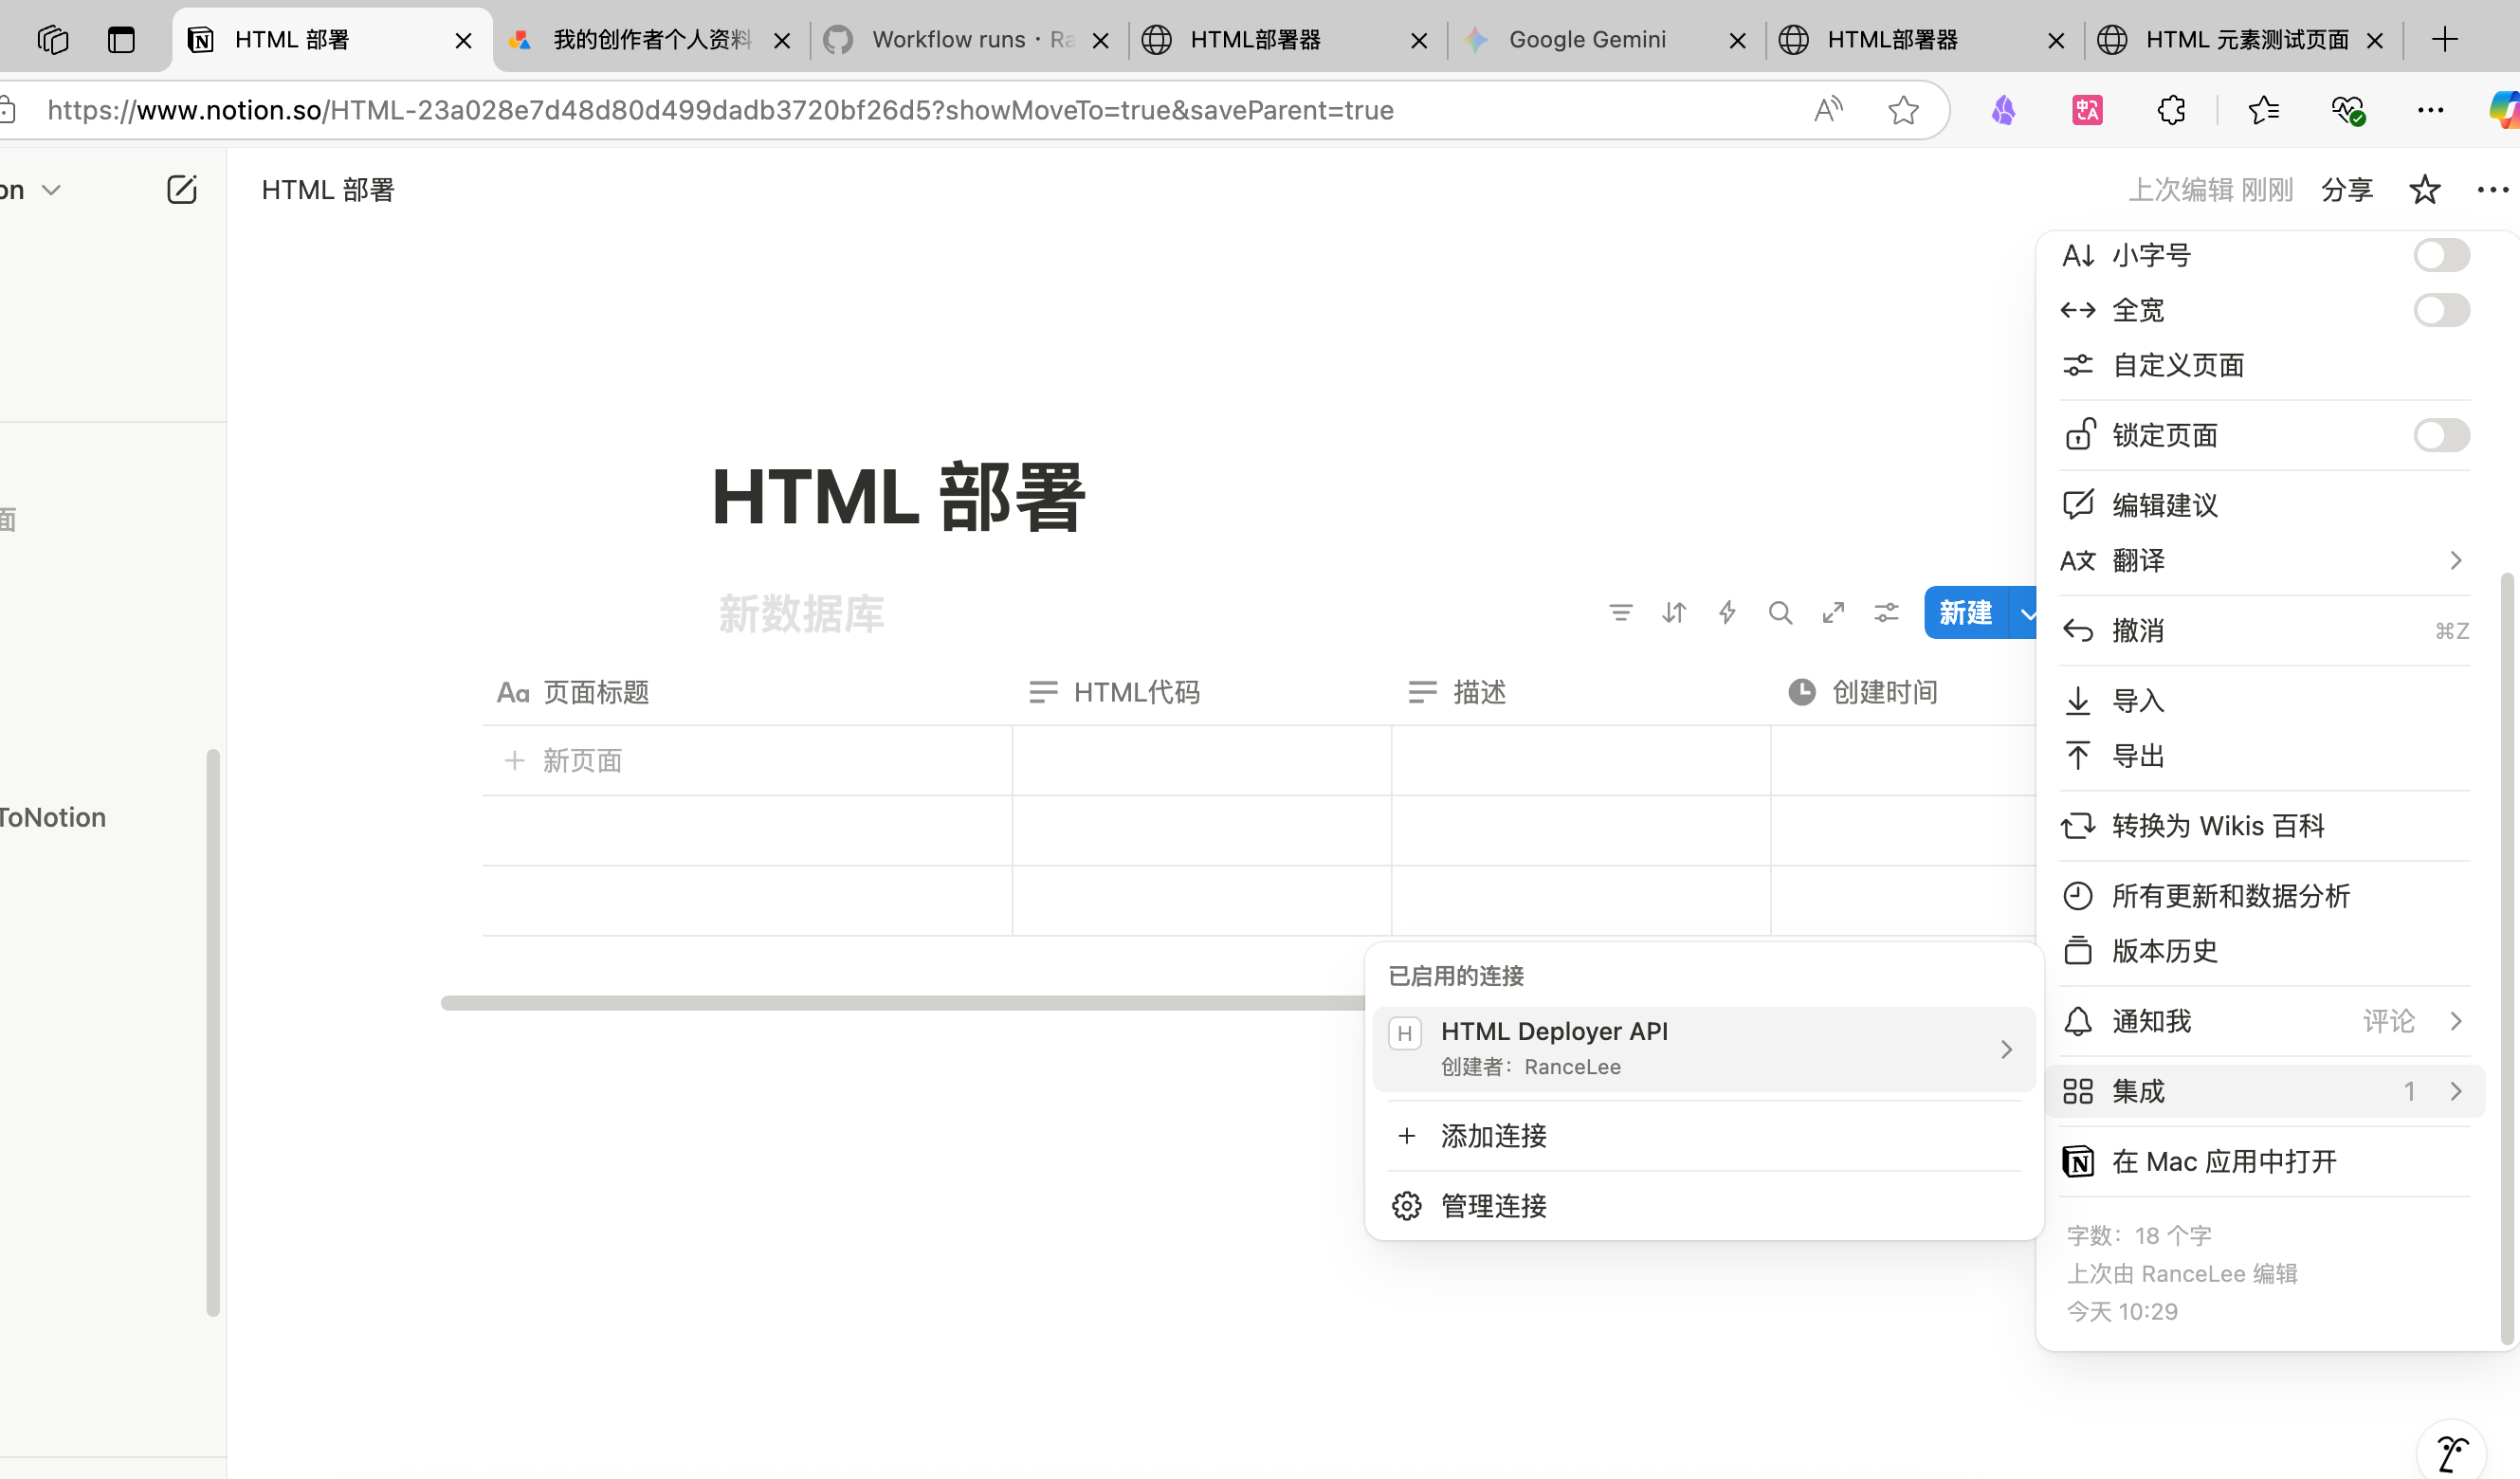 HTML 部署
我的创作者个人资料
Workflow runs · Ra
HTML部署器
Google Gemini
HTML部署器
HTML 元素测试页面
https://www.notion.so/HTML-23a028e7d48d80d499dadb3720bf26d5?showMoveTo=true&saveParent=true
on
HTML 部署
上次编辑 刚刚
分享
面
ToNotion
HTML 部署
新数据库
新建
Aa 页面标题
HTML代码
描述
创建时间
+ 新页面
小字号
全宽
自定义页面
锁定页面
编辑建议
翻译
撤消 ⌘Z
导入
导出
转换为 Wikis 百科
所有更新和数据分析
版本历史
通知我 评论
集成 1
在 Mac 应用中打开
字数：18 个字
上次由 RanceLee 编辑
今天 10:29
已启用的连接
H HTML Deployer API
创建者：RanceLee
+ 添加连接
管理连接